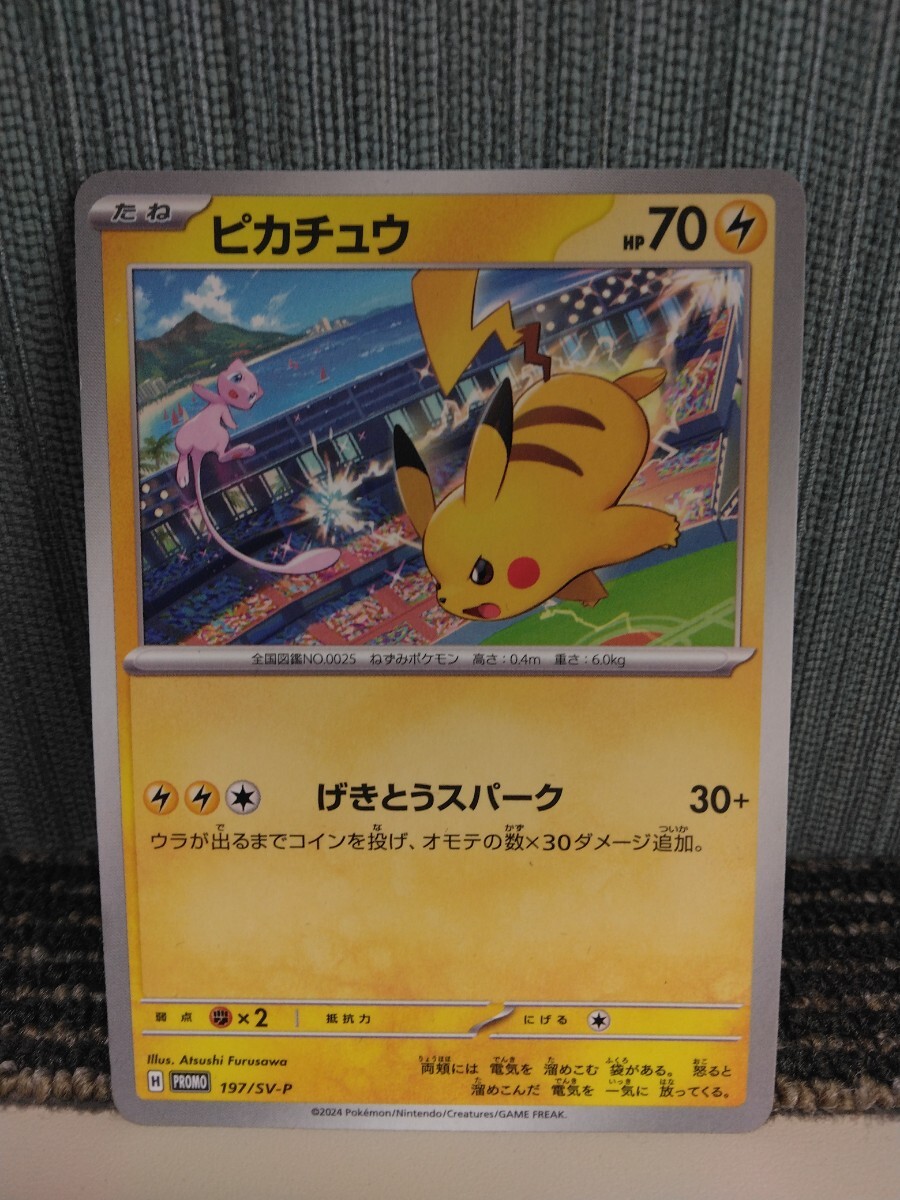 たね
ピカチュウ HP70
全国図鑑NO.0025 ねずみポケモン 高さ:0.4m 重さ:6.0kg
げきとうスパーク 30+
ウラが出るまでコインを投げ、オモテの数×30ダメージ追加。
弱点 ×2 抵抗力 にげる
Illus. Atsushi Furusawa
H PROMO 197/SV-P
両頬には 電気を 溜めこむ 袋がある。 怒ると
溜めこんだ 電気を 一気に 放ってくる。
©2024 Pokémon/Nintendo/Creatures/GAME FREAK.